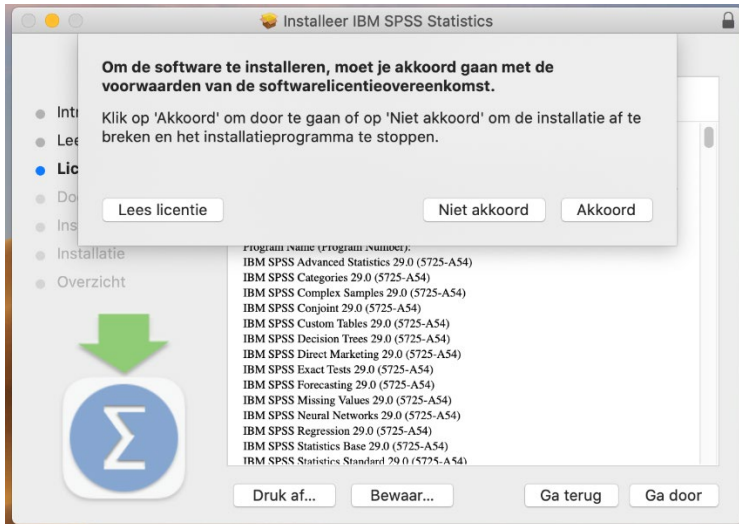 Installeer IBM SPSS Statistics
Om de software te installeren, moet je akkoord gaan met de
voorwaarden van de softwarelicentieovereenkomst.
Klik op 'Akkoord' om door te gaan of op 'Niet akkoord' om de installatie af te
breken en het installatieprogramma te stoppen.
Lees licentie
Niet akkoord
Akkoord
Installatie
Overzicht
Program Name (Program Number):
IBM SPSS Advanced Statistics 29.0 (5725-A54)
IBM SPSS Categories 29.0 (5725-A54)
IBM SPSS Complex Samples 29.0 (5725-A54)
IBM SPSS Conjoint 29.0 (5725-A54)
IBM SPSS Custom Tables 29.0 (5725-A54)
IBM SPSS Decision Trees 29.0 (5725-A54)
IBM SPSS Direct Marketing 29.0 (5725-A54)
IBM SPSS Exact Tests 29.0 (5725-A54)
IBM SPSS Forecasting 29.0 (5725-A54)
IBM SPSS Missing Values 29.0 (5725-A54)
IBM SPSS Neural Networks 29.0 (5725-A54)
IBM SPSS Regression 29.0 (5725-A54)
IBM SPSS Statistics Base 29.0 (5725-A54)
IBM SPSS Statistics Standard 29.0 (5725-A54)
Σ
Druk af...
Bewaar...
Ga terug
Ga door